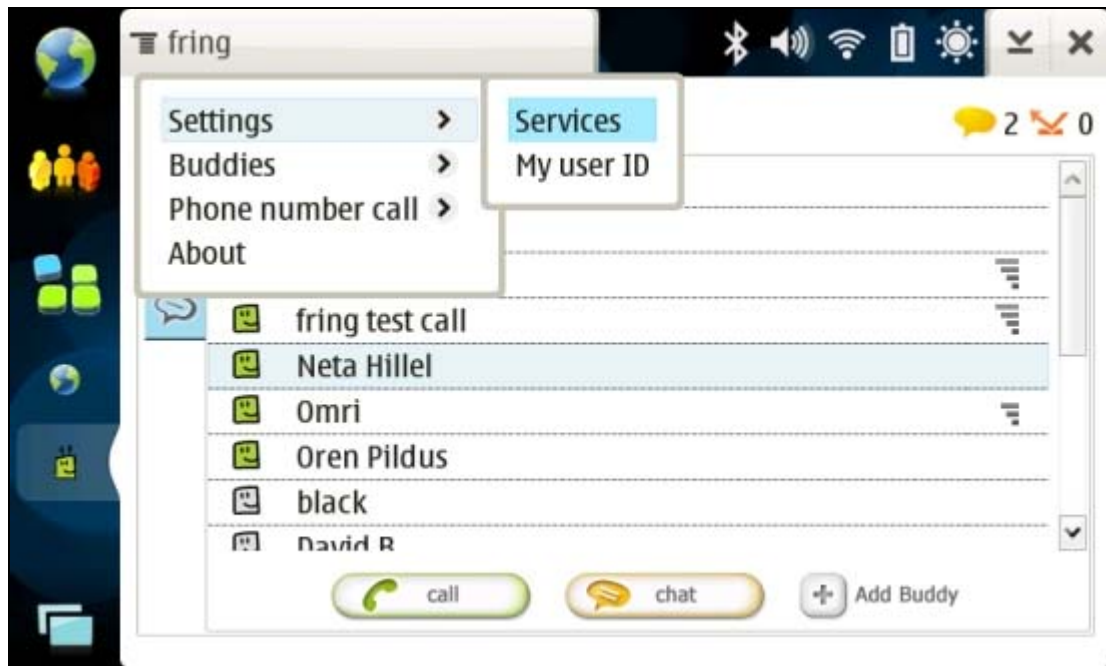 fring
Settings
Services
2
0
Buddies
My user ID
Phone number call
About
fring test call
Neta Hillel
Omri
Oren Pildus
black
David B
call
chat
Add Buddy